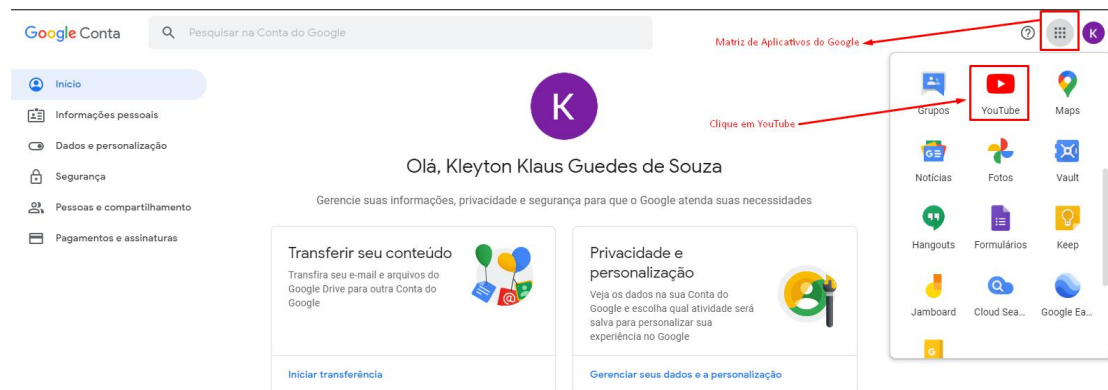 Google Conta
Pesquisar na Conta do Google
Matriz de Aplicativos do Google
K
Início
Informações pessoais
Dados e personalização
Segurança
Pessoas e compartilhamento
Pagamentos e assinaturas
K
Clique em YouTube
Olá, Kleyton Klaus Guedes de Souza
Gerencie suas informações, privacidade e segurança para que o Google atenda suas necessidades
Transferir seu conteúdo
Transfira seu e-mail e arquivos do
Google Drive para outra Conta do
Google
Iniciar transferência
Privacidade e
personalização
Veja os dados na sua Conta do
Google e escolha qual atividade será
salva para personalizar sua
experiência no Google
Gerenciar seus dados e a personalização
Grupos YouTube Maps
Notícias Fotos Vault
Hangouts Formulários Keep
Jamboard Cloud Sea... Google Ea...